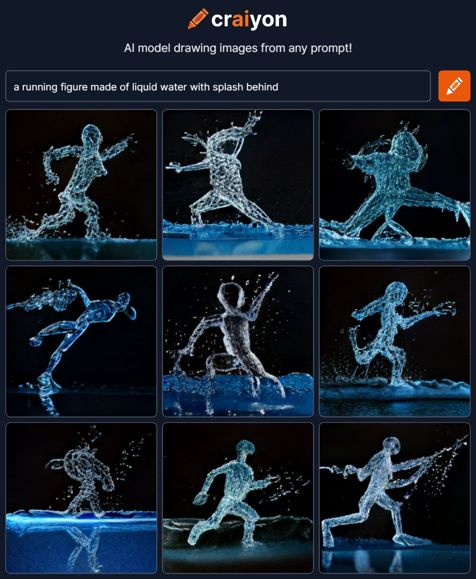 craiyon
AI model drawing images from any prompt!
a running figure made of liquid water with splash behind